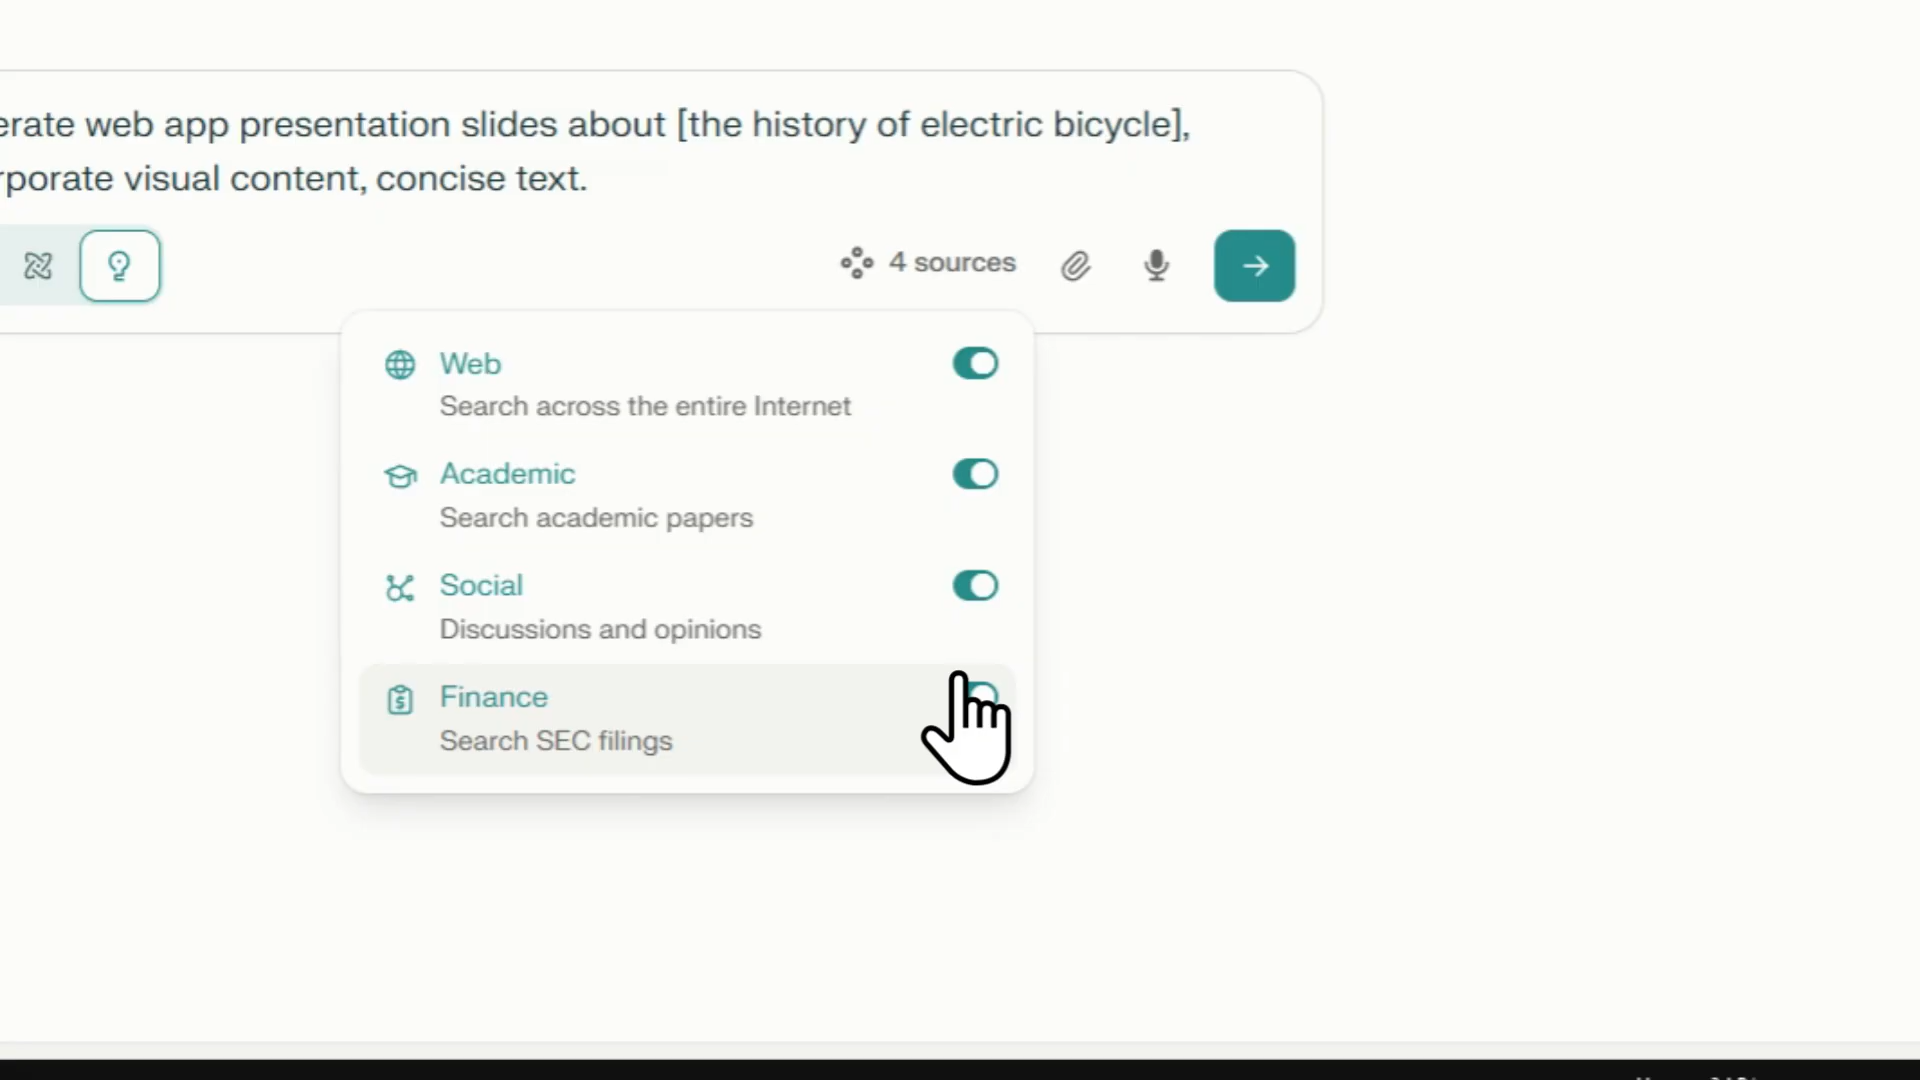 erate web app presentation slides about [the history of electric bicycle],
rporate visual content, concise text.
4 sources
Web
Search across the entire Internet
Academic
Search academic papers
Social
Discussions and opinions
Finance
Search SEC filings